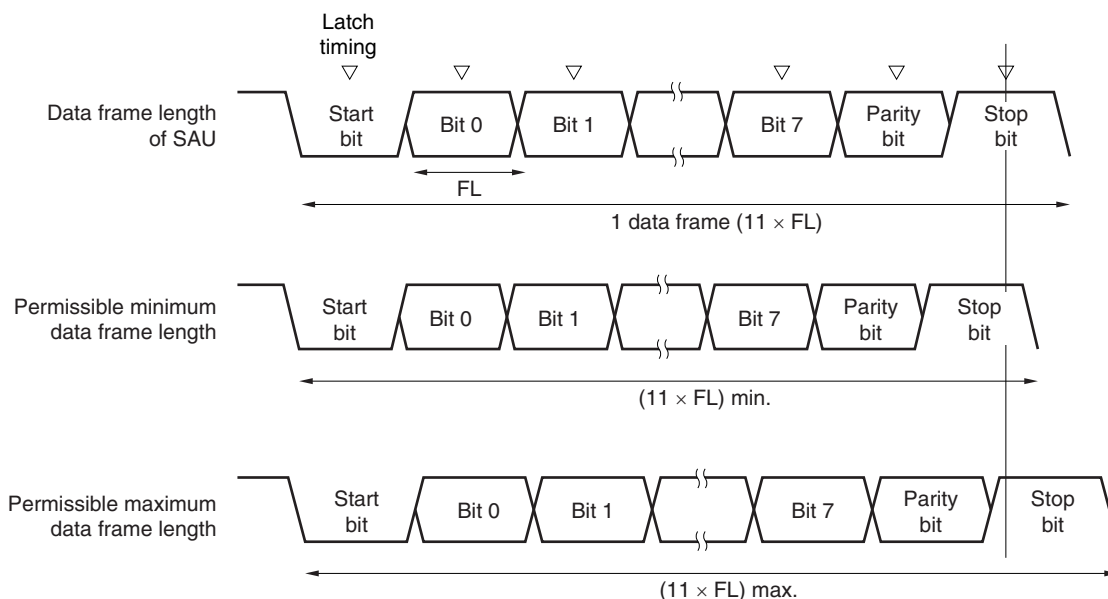 Latch
timing
Data frame length
of SAU
Start
bit
Bit 0
Bit 1
Bit 7
Parity
bit
Stop
bit
FL
1 data frame (11 × FL)
Permissible minimum
data frame length
Start
bit
Bit 0
Bit 1
Bit 7
Parity
bit
Stop
bit
(11 × FL) min.
Permissible maximum
data frame length
Start
bit
Bit 0
Bit 1
Bit 7
Parity
bit
Stop
bit
(11 × FL) max.